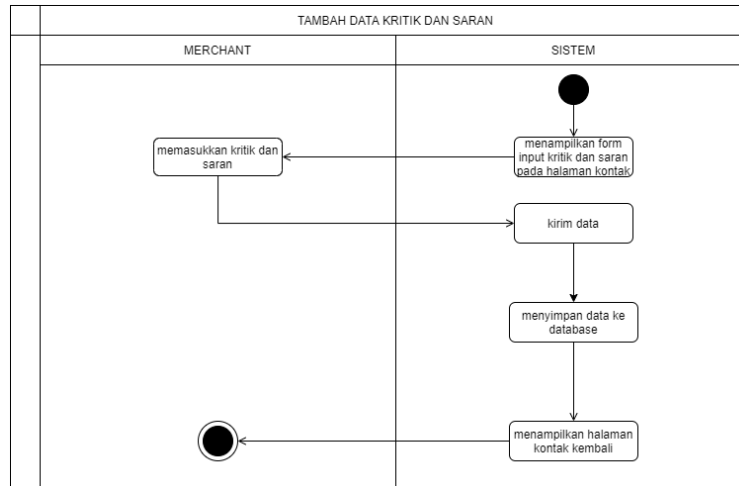 TAMBAH DATA KRITIK DAN SARAN
MERCHANT
SISTEM
menampilkan form
input kritik dan saran
pada halaman kontak
memasukkan kritik dan
saran
kirim data
menyimpan data ke
database
menampilkan halaman
kontak kembali